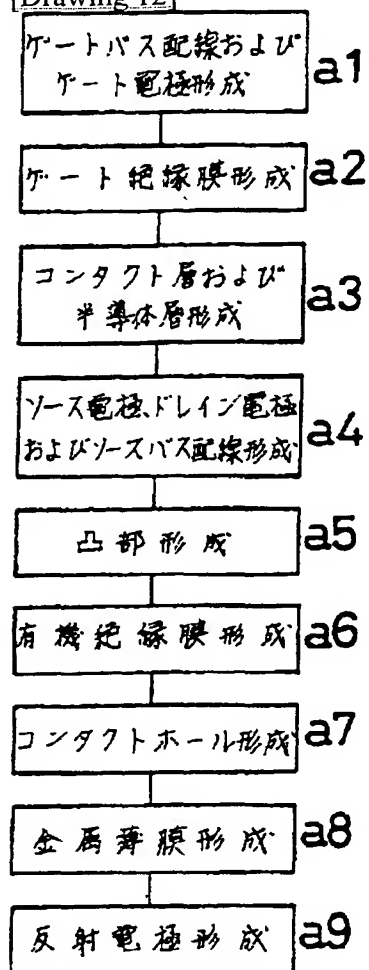 [Drawing 12]
ゲートバス配線および
ゲート電極形成
a1
ゲート絶縁膜形成
a2
コンタクト層および
半導体層形成
a3
ソース電極、ドレイン電極
およびソースバス配線形成
a4
凸部形成
a5
有機絶縁膜形成
a6
コンタクトホール形成
a7
金属薄膜形成
a8
反射電極形成
a9